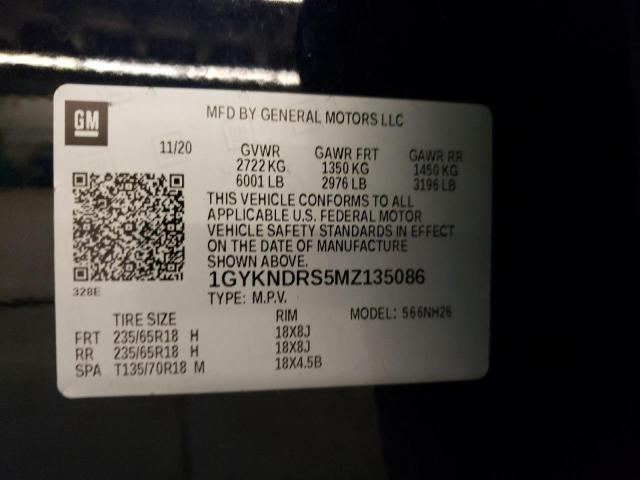 GM
MFD BY GENERAL MOTORS LLC
11/20 GVWR GAWR FRT GAWR RR
2722 KG 1350 KG 1450 KG
6001 LB 2976 LB 3196 LB
THIS VEHICLE CONFORMS TO ALL
APPLICABLE U.S. FEDERAL MOTOR
VEHICLE SAFETY STANDARDS IN EFFECT
ON THE DATE OF MANUFACTURE
SHOWN ABOVE.
328E
1GYKNDRS5MZ135086
TYPE: M.P.V. MODEL: 566NH26
TIRE SIZE RIM
FRT 235/65R18 H 18X8J
RR 235/65R18 H 18X8J
SPA T135/70R18 M 18X4.5B